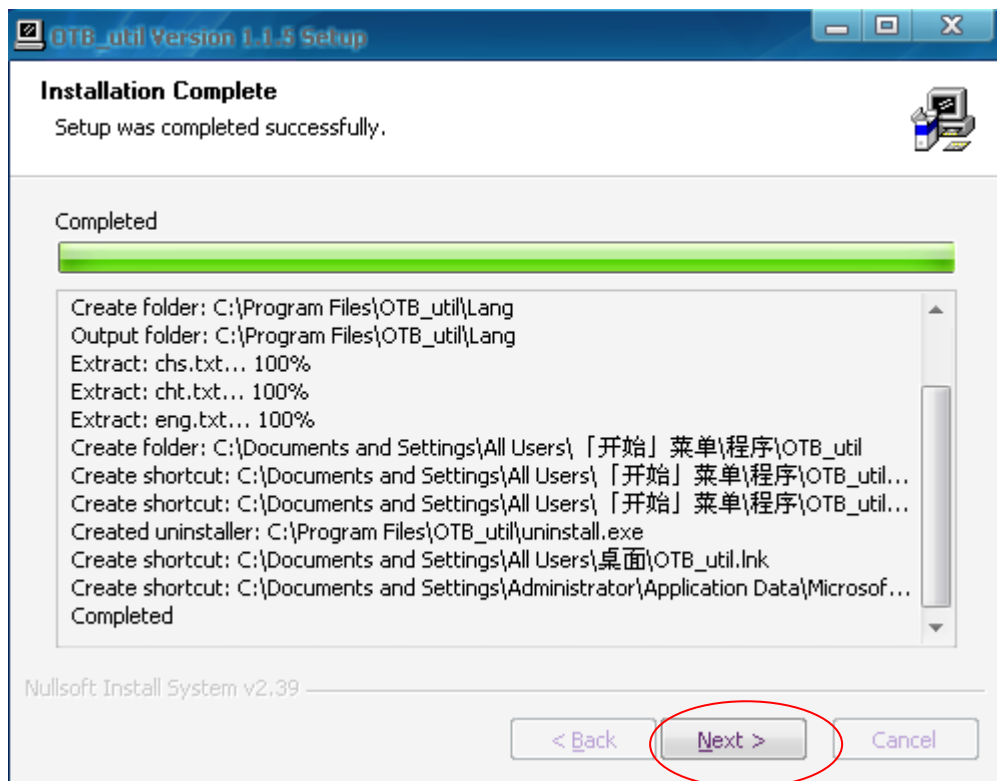 OTB_util Version 1.1.5 Setup
Installation Complete
Setup was completed successfully.
Completed
Create folder: C:\Program Files\OTB_util\Lang
Output folder: C:\Program Files\OTB_util\Lang
Extract: chs.txt... 100%
Extract: cht.txt... 100%
Extract: eng.txt... 100%
Create folder: C:\Documents and Settings\All Users\「开始」菜单\程序\OTB_util
Create shortcut: C:\Documents and Settings\All Users\「开始」菜单\程序\OTB_util...
Create shortcut: C:\Documents and Settings\All Users\「开始」菜单\程序\OTB_util...
Created uninstaller: C:\Program Files\OTB_util\uninstall.exe
Create shortcut: C:\Documents and Settings\All Users\桌面\OTB_util.lnk
Create shortcut: C:\Documents and Settings\Administrator\Application Data\Microsof...
Completed
Nullsoft Install System v2.39
< Back Next > Cancel